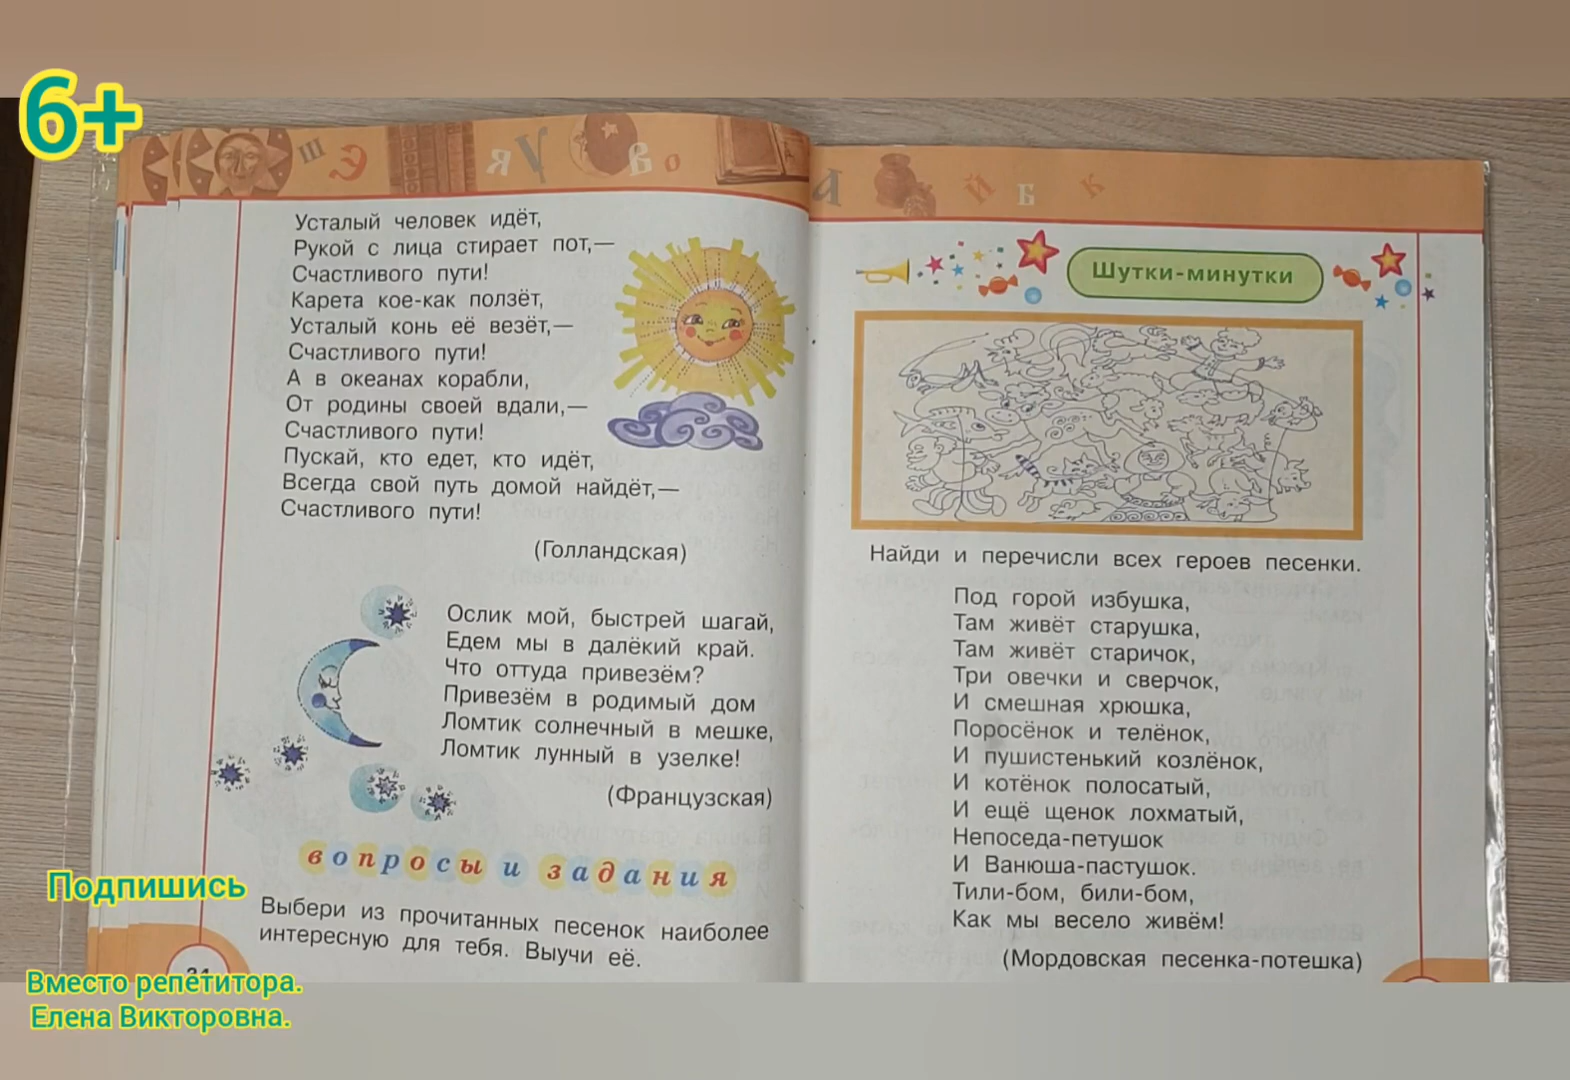 6+
Ш Э Я У В О
А Й Б К
Усталый человек идёт,
Рукой с лица стирает пот,—
Счастливого пути!
Карета кое-как ползёт,
Усталый конь её везёт,—
Счастливого пути!
А в океанах корабли,
От родины своей вдали,—
Счастливого пути!
Пускай, кто едет, кто идёт,
Всегда свой путь домой найдёт,—
Счастливого пути!
(Голландская)
Ослик мой, быстрей шагай,
Едем мы в далёкий край.
Что оттуда привезём?
Привезём в родимый дом
Ломтик солнечный в мешке,
Ломтик лунный в узелке!
(Французская)
вопросы и задания
Выбери из прочитанных песенок наиболее
интересную для тебя. Выучи её.
Шутки-минутки
Найди и перечисли всех героев песенки.
Под горой избушка,
Там живёт старушка,
Там живёт старичок,
Три овечки и сверчок,
И смешная хрюшка,
Поросёнок и телёнок,
И пушистенький козлёнок,
И котёнок полосатый,
И ещё щенок лохматый,
Непоседа-петушок
И Ванюша-пастушок.
Тили-бом, били-бом,
Как мы весело живём!
(Мордовская песенка-потешка)
Подпишись
Вместо репетитора.
Елена Викторовна.